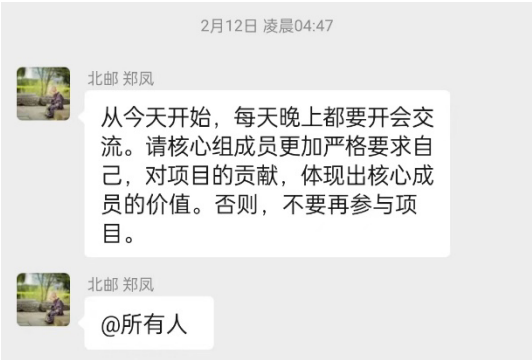 2月12日 凌晨04:47
北邮 郑凤
从今天开始，每天晚上都要开会交
流。请核心组成员更加严格要求自
己，对项目的贡献，体现出核心成
员的价值。否则，不要再参与项
目。
北邮 郑凤
@所有人